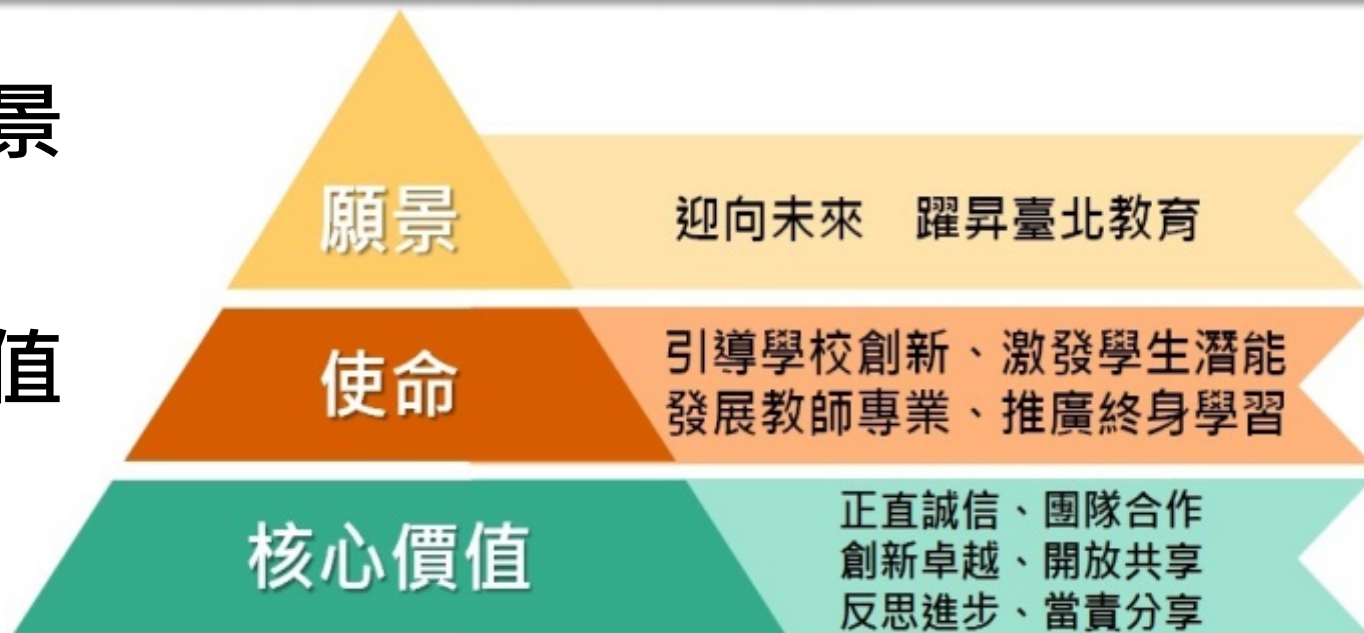 景
值
願景
迎向未來　躍昇臺北教育
使命
引導學校創新、激發學生潛能
發展教師專業、推廣終身學習
核心價值
正直誠信、團隊合作
創新卓越、開放共享
反思進步、當責分享